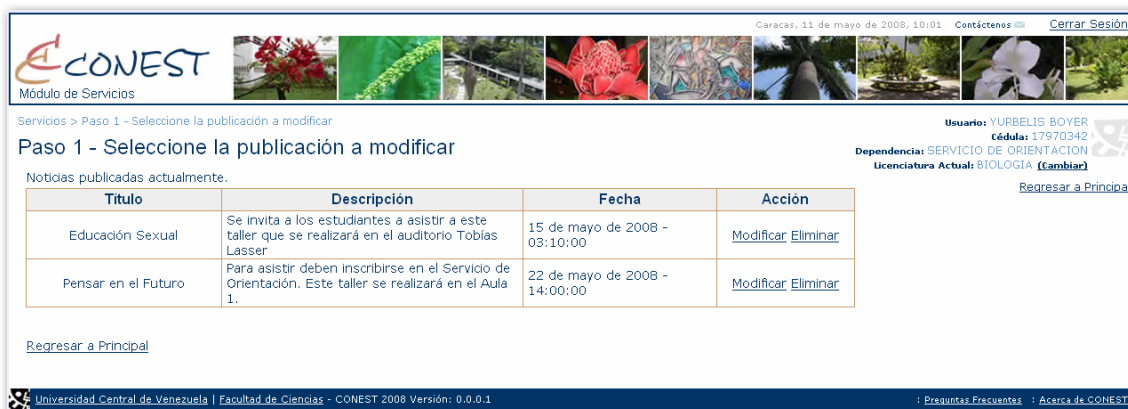 Caracas, 11 de mayo de 2008, 10:01 Contáctenos Cerrar Sesión
CONEST
Módulo de Servicios
Servicios > Paso 1 - Seleccione la publicación a modificar
Usuario: YURBELIS BOYER
Cédula: 17970342
Paso 1 - Seleccione la publicación a modificar
Dependencia: SERVICIO DE ORIENTACION
Licenciatura Actual: BIOLOGIA (Cambiar)
Regresar a Principal
Noticias publicadas actualmente.
Título Descripción Fecha Acción
Educación Sexual
Se invita a los estudiantes a asistir a este
taller que se realizará en el auditorio Tobías
Lasser
15 de mayo de 2008 -
03:10:00
Modificar Eliminar
Pensar en el Futuro
Para asistir deben inscribirse en el Servicio de
Orientación. Este taller se realizará en el Aula
1.
22 de mayo de 2008 -
14:00:00
Modificar Eliminar
Regresar a Principal
Universidad Central de Venezuela | Facultad de Ciencias - CONEST 2008 Versión: 0.0.0.1 : Preguntas Frecuentes : Acerca de CONEST